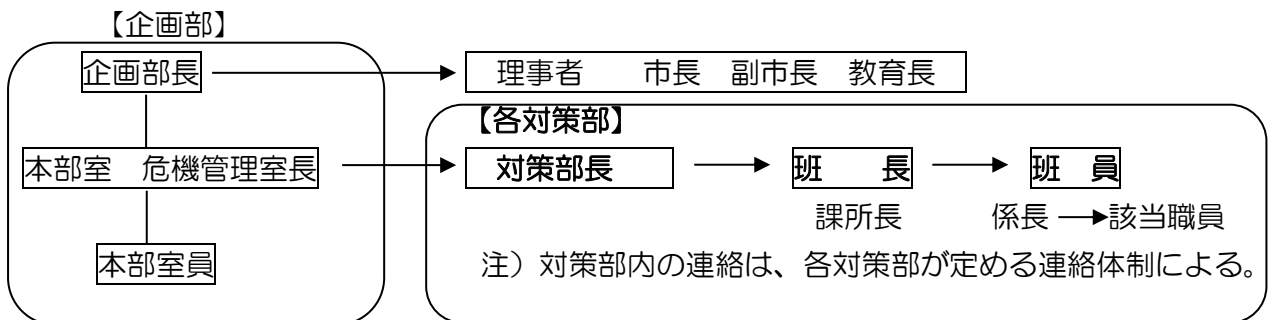 【企画部】
企画部長 理事者 市長 副市長 教育長
【各対策部】
本部室 危機管理室長 対策部長 班 長 班 員
課所長 係長 該当職員
本部室員
注）対策部内の連絡は、各対策部が定める連絡体制による。